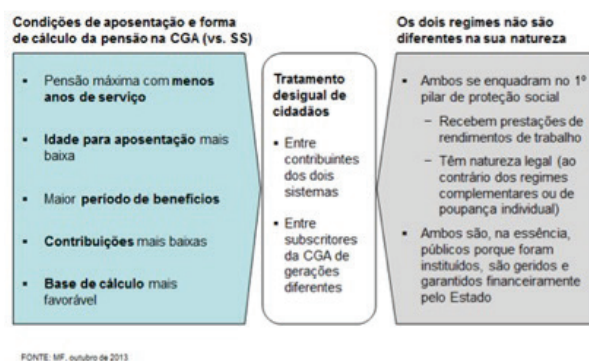 Condições de aposentação e forma
de cálculo da pensão na CGA (vs. SS)
▪ Pensão máxima com menos
anos de serviço
▪ Idade para aposentação mais
baixa
▪ Maior período de benefícios
▪ Contribuições mais baixas
▪ Base de cálculo mais
favorável
Tratamento
desigual de
cidadãos
▪ Entre
contribuintes
dos dois
sistemas
▪ Entre
subscritores
da CGA de
gerações
diferentes
Os dois regimes não são
diferentes na sua natureza
▪ Ambos se enquadram no 1º
pilar de proteção social
− Recebem prestações de
rendimentos de trabalho
− Têm natureza legal (ao
contrário dos regimes
complementares ou de
poupança individual)
▪ Ambos são, na essência,
públicos porque foram
instituídos, são geridos e
garantidos financeiramente
pelo Estado
FONTE: MF, outubro de 2013